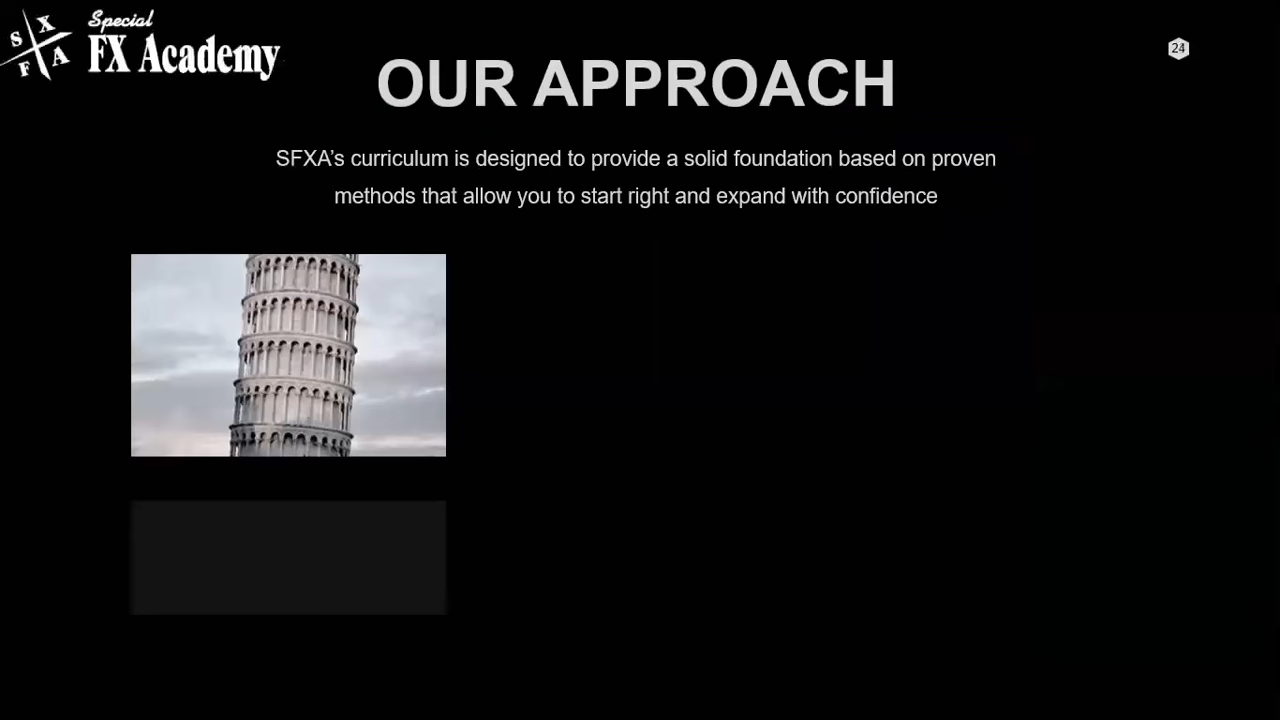 S X
F A
Special
FX Academy
24
OUR APPROACH
SFXA's curriculum is designed to provide a solid foundation based on proven
methods that allow you to start right and expand with confidence